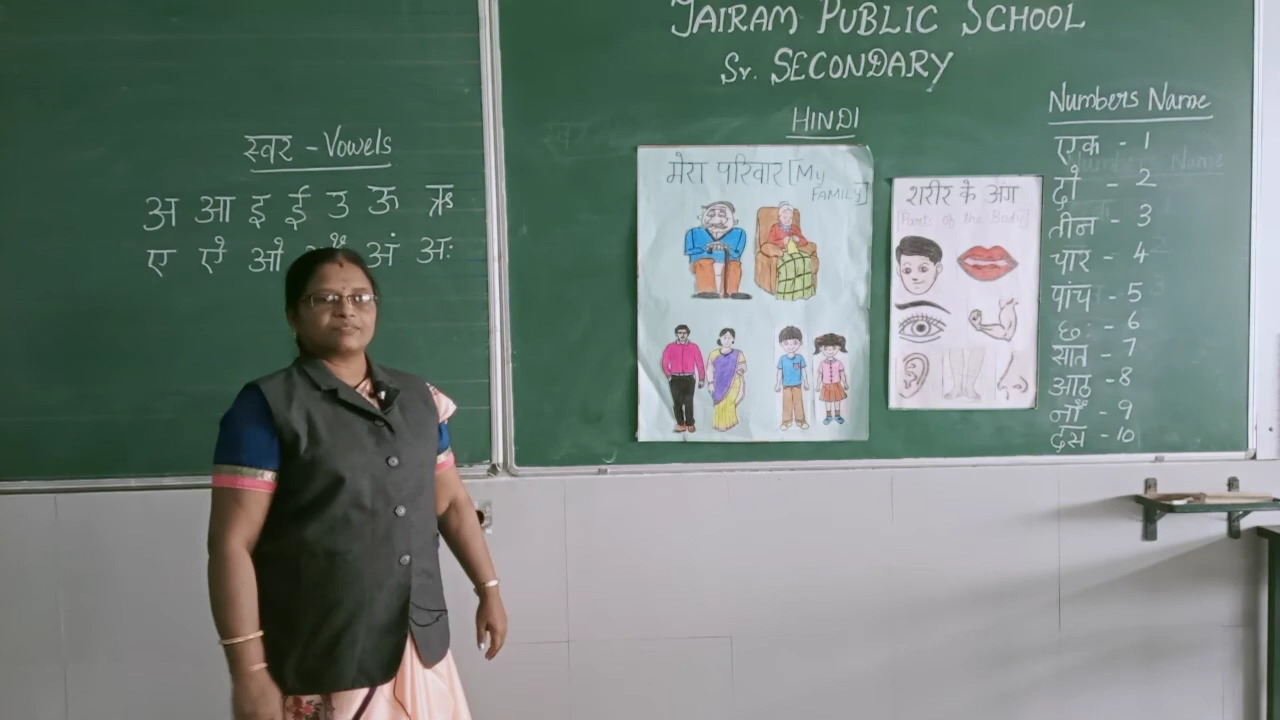 JAIRAM PUBLIC SCHOOL
Sr. SECONDARY
HINDI
स्वर - Vowels
अ आ इ ई उ ऊ ऋ
ए ऐ ओ अं अः
मेरा परिवार [My
FAMILY]
शरीर के अंग
[Parts of the Body]
Numbers Name
एक - 1
दो - 2
तीन - 3
चार - 4
पांच - 5
छः - 6
सात - 7
आठ - 8
नौ - 9
दस - 10